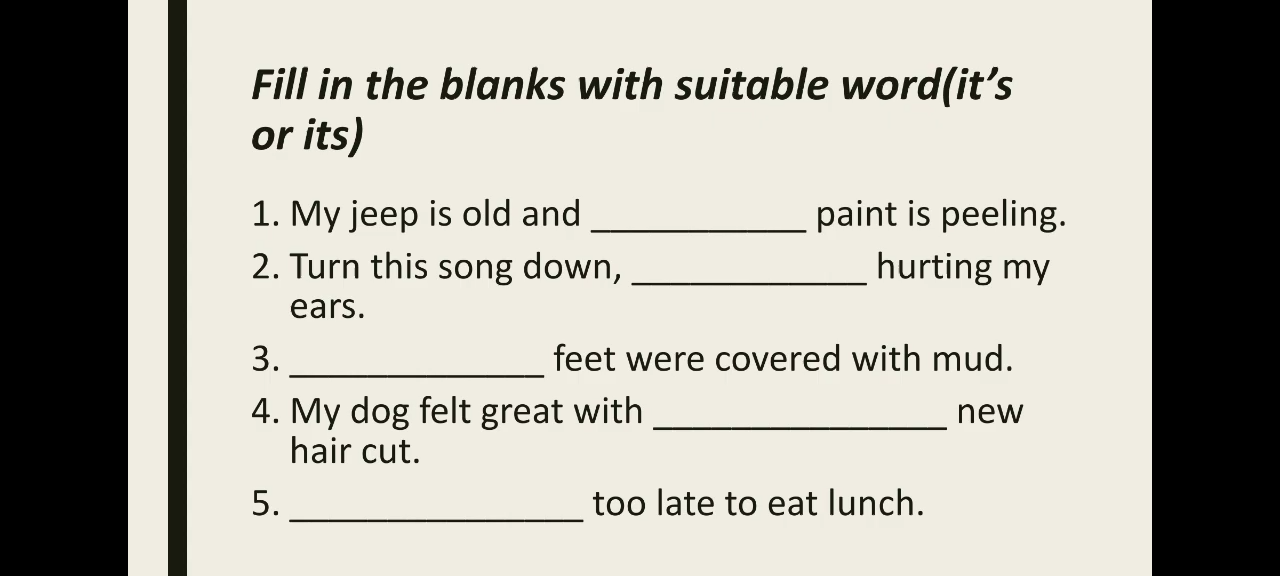 Fill in the blanks with suitable word(it’s
or its)
1. My jeep is old and ___________ paint is peeling.
2. Turn this song down, ____________ hurting my
ears.
3. _____________ feet were covered with mud.
4. My dog felt great with _______________ new
hair cut.
5. _______________ too late to eat lunch.